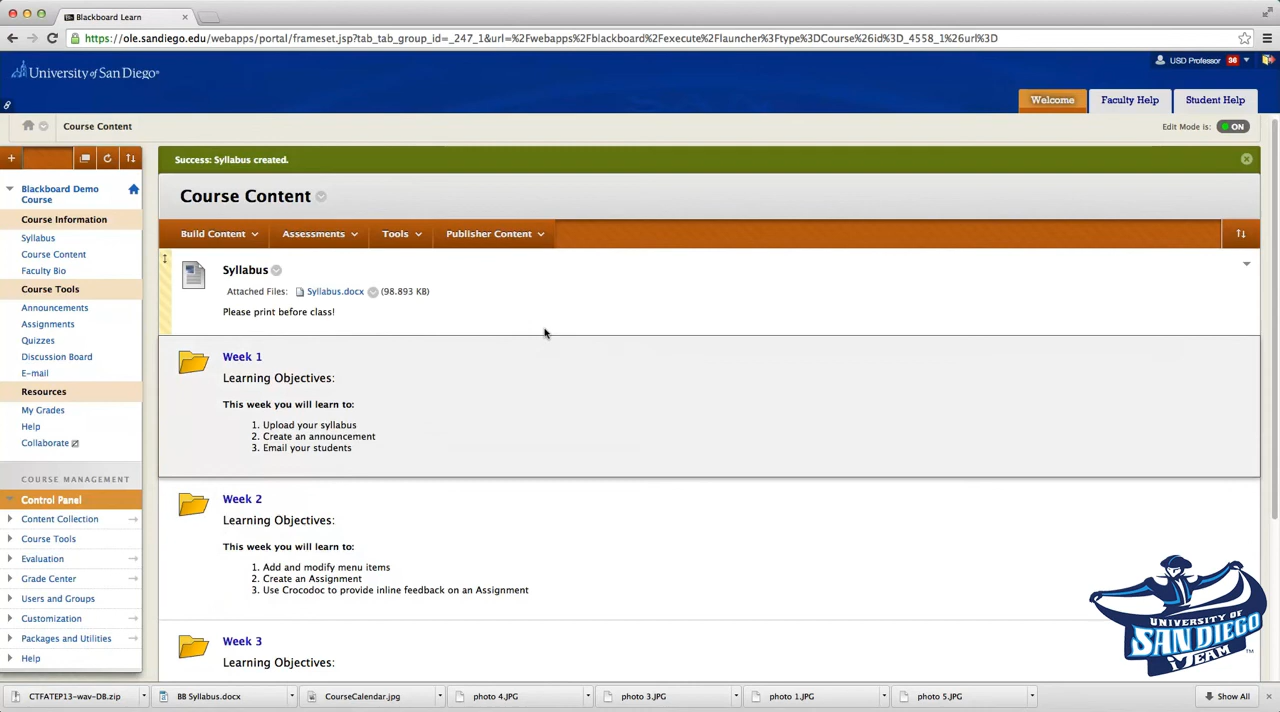 Blackboard Learn
https://ole.sandiego.edu/webapps/portal/frameset.jsp?tab_tab_group_id=_247_1&url=%2Fwebapps%2Fblackboard%2Fexecute%2Flauncher%3Ftype%3DCourse%26id%3D_4558_1%26url%3D
University of San Diego
USD Professor 36
Welcome Faculty Help Student Help
Course Content
Edit Mode is: ON
Success: Syllabus created.
Course Content
Build Content Assessments Tools Publisher Content
Blackboard Demo
Course
Course Information
Syllabus
Course Content
Faculty Bio
Course Tools
Announcements
Assignments
Quizzes
Discussion Board
E-mail
Resources
My Grades
Help
Collaborate
COURSE MANAGEMENT
Control Panel
Content Collection
Course Tools
Evaluation
Grade Center
Users and Groups
Customization
Packages and Utilities
Help
Syllabus
Attached Files: Syllabus.docx (98.893 KB)
Please print before class!
Week 1
Learning Objectives:
This week you will learn to:
1. Upload your syllabus
2. Create an announcement
3. Email your students
Week 2
Learning Objectives:
This week you will learn to:
1. Add and modify menu items
2. Create an Assignment
3. Use Crocodoc to provide inline feedback on an Assignment
Week 3
Learning Objectives:
UNIVERSITY OF
SAN DIEGO
iTEAM
TM
CTFATEP13-wav-DB.zip BB Syllabus.docx CourseCalendar.jpg photo 4.JPG photo 3.JPG photo 1.JPG photo 5.JPG Show All